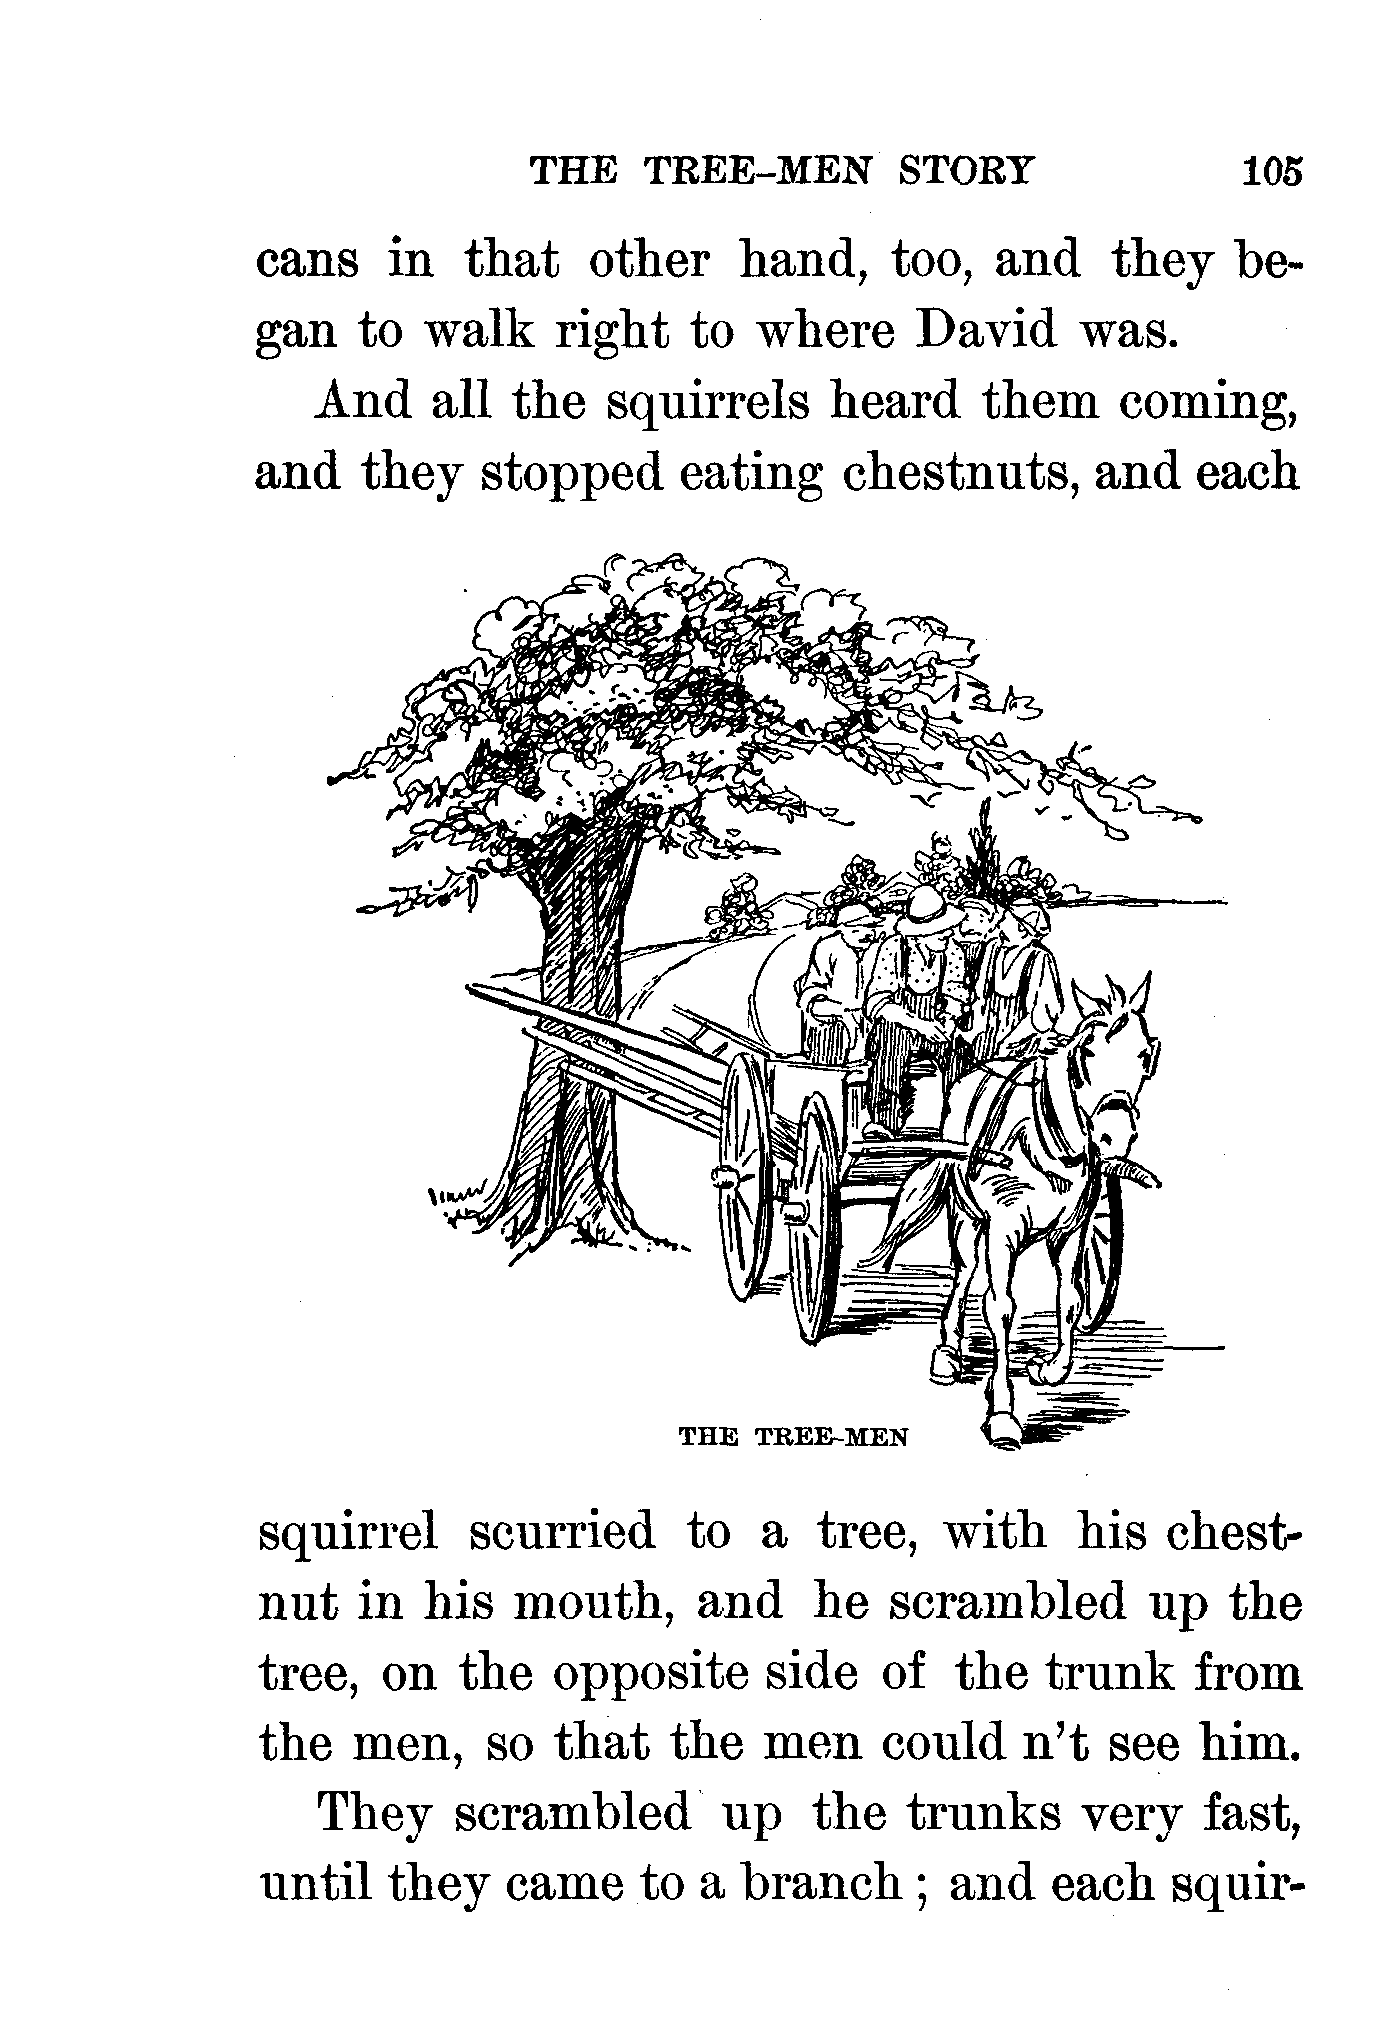 THE TREE-MEN STORY 105
cans in that other hand, too, and they be-
gan to walk right to where David was.
And all the squirrels heard them coming,
and they stopped eating chestnuts, and each
THE TREE-MEN
squirrel scurried to a tree, with his chest-
nut in his mouth, and he scrambled up the
tree, on the opposite side of the trunk from
the men, so that the men could n't see him.
They scrambled up the trunks very fast,
until they came to a branch ; and each squir-